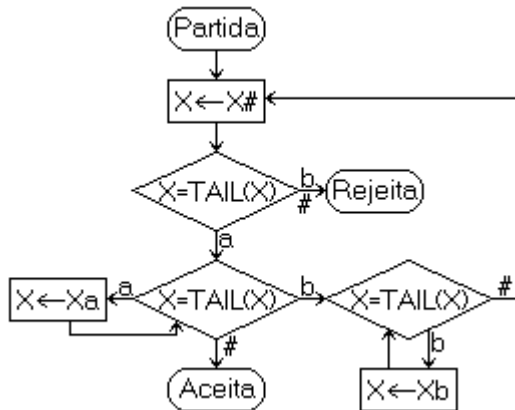 Partida
X←X#
X=TAIL(X)
b
#
Rejeita
a
X←Xa
a
X=TAIL(X)
b
X=TAIL(X)
#
#
b
Aceita
X←Xb